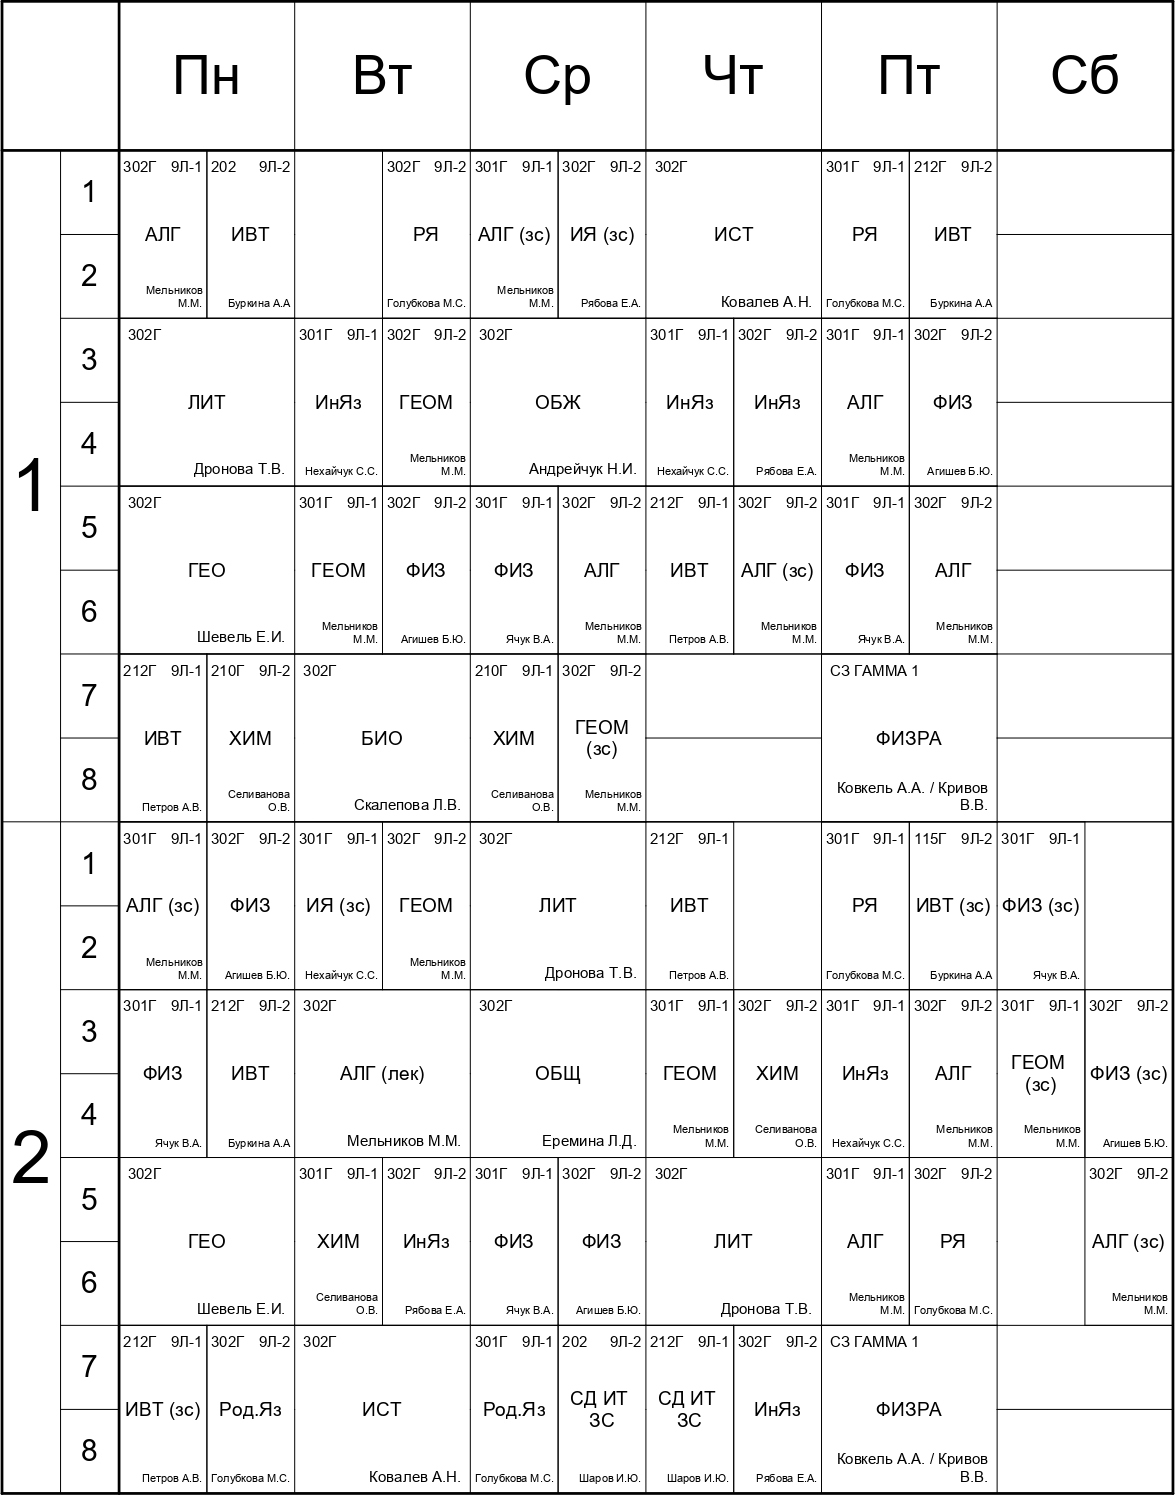 Пн Вт Ср Чт Пт Сб
1
1
2
302Г 9Л-1 202 9Л-2 302Г 9Л-2 301Г 9Л-1 302Г 9Л-2 302Г 301Г 9Л-1 212Г 9Л-2
АЛГ ИВТ РЯ АЛГ (зс) ИЯ (зс) ИСТ РЯ ИВТ
Мельников Мельников
М.М. Буркина А.А Голубкова М.С. М.М. Рябова Е.А. Ковалев А.Н. Голубкова М.С. Буркина А.А
3
4
302Г 301Г 9Л-1 302Г 9Л-2 302Г 301Г 9Л-1 302Г 9Л-2 301Г 9Л-1 302Г 9Л-2
ЛИТ ИнЯз ГЕОМ ОБЖ ИнЯз ИнЯз АЛГ ФИЗ
Мельников Мельников
Дронова Т.В. Нехайчук С.С. М.М. Андрейчук Н.И. Нехайчук С.С. Рябова Е.А. М.М. Агишев Б.Ю.
5
6
302Г 301Г 9Л-1 302Г 9Л-2 301Г 9Л-1 302Г 9Л-2 212Г 9Л-1 302Г 9Л-2 301Г 9Л-1 302Г 9Л-2
ГЕО ГЕОМ ФИЗ ФИЗ АЛГ ИВТ АЛГ (зс) ФИЗ АЛГ
Мельников Мельников Мельников Мельников
Шевель Е.И. М.М. Агишев Б.Ю. Ячук В.А. М.М. Петров А.В. М.М. Ячук В.А. М.М.
7
8
212Г 9Л-1 210Г 9Л-2 302Г 210Г 9Л-1 302Г 9Л-2 СЗ ГАММА 1
ИВТ ХИМ БИО ХИМ ГЕОМ ФИЗРА
(зс)
Селиванова Селиванова Мельников Ковкель А.А. / Кривов
Петров А.В. О.В. Скалепова Л.В. О.В. М.М. В.В.
2
1
2
301Г 9Л-1 302Г 9Л-2 301Г 9Л-1 302Г 9Л-2 302Г 212Г 9Л-1 301Г 9Л-1 115Г 9Л-2 301Г 9Л-1
АЛГ (зс) ФИЗ ИЯ (зс) ГЕОМ ЛИТ ИВТ РЯ ИВТ (зс) ФИЗ (зс)
Мельников Мельников
М.М. Агишев Б.Ю. Нехайчук С.С. М.М. Дронова Т.В. Петров А.В. Голубкова М.С. Буркина А.А Ячук В.А.
3
4
301Г 9Л-1 212Г 9Л-2 302Г 302Г 301Г 9Л-1 302Г 9Л-2 301Г 9Л-1 302Г 9Л-2 301Г 9Л-1 302Г 9Л-2
ФИЗ ИВТ АЛГ (лек) ОБЩ ГЕОМ ХИМ ИнЯз АЛГ ГЕОМ ФИЗ (зс)
(зс)
Мельников Селиванова Мельников Мельников
Ячук В.А. Буркина А.А Мельников М.М. Еремина Л.Д. М.М. О.В. Нехайчук С.С. М.М. М.М. Агишев Б.Ю.
5
6
302Г 301Г 9Л-1 302Г 9Л-2 301Г 9Л-1 302Г 9Л-2 302Г 301Г 9Л-1 302Г 9Л-2 302Г 9Л-2
ГЕО ХИМ ИнЯз ФИЗ ФИЗ ЛИТ АЛГ РЯ АЛГ (зс)
Селиванова Мельников Мельников
Шевель Е.И. О.В. Рябова Е.А. Ячук В.А. Агишев Б.Ю. Дронова Т.В. М.М. Голубкова М.С. М.М.
7
8
212Г 9Л-1 302Г 9Л-2 302Г 301Г 9Л-1 202 9Л-2 212Г 9Л-1 302Г 9Л-2 СЗ ГАММА 1
ИВТ (зс) Род.Яз ИСТ Род.Яз СД ИТ СД ИТ ИнЯз ФИЗРА
ЗС ЗС
Ковкель А.А. / Кривов
Петров А.В. Голубкова М.С. Ковалев А.Н. Голубкова М.С. Шаров И.Ю. Шаров И.Ю. Рябова Е.А. В.В.